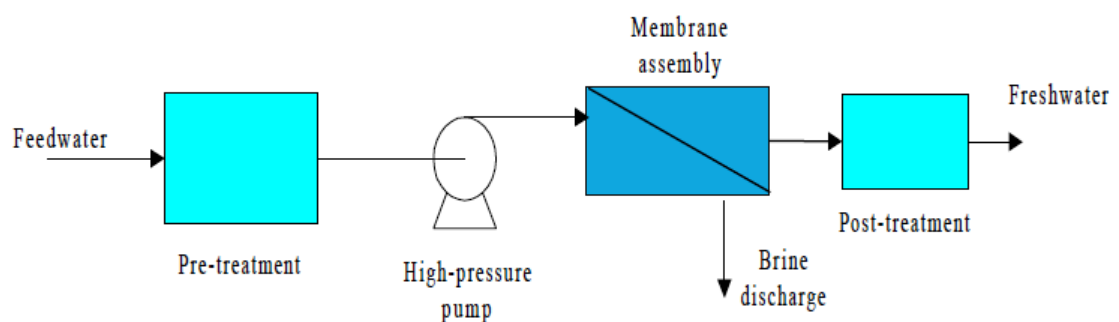 Feedwater
Pre-treatment
High-pressure
pump
Membrane
assembly
Brine
discharge
Post-treatment
Freshwater